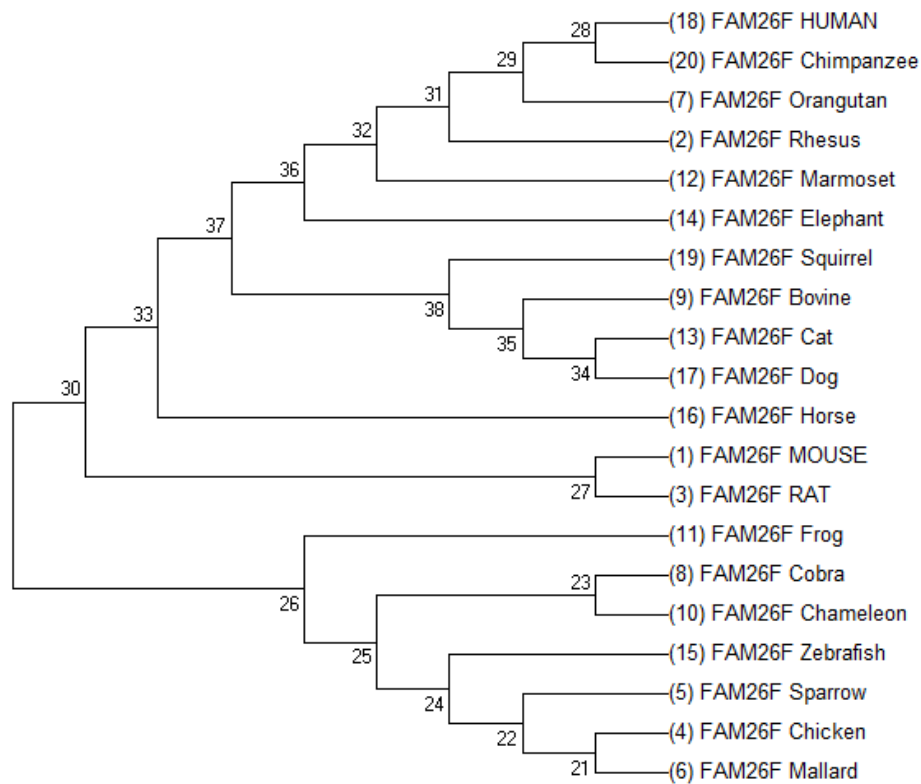 28
(18) FAM26F HUMAN
(20) FAM26F Chimpanzee
29
(7) FAM26F Orangutan
31
(2) FAM26F Rhesus
32
(12) FAM26F Marmoset
36
(14) FAM26F Elephant
37
(19) FAM26F Squirrel
38
(9) FAM26F Bovine
35
(13) FAM26F Cat
34
(17) FAM26F Dog
33
(16) FAM26F Horse
30
(1) FAM26F MOUSE
27
(3) FAM26F RAT
(11) FAM26F Frog
26
23
(8) FAM26F Cobra
(10) FAM26F Chameleon
25
(15) FAM26F Zebrafish
24
(5) FAM26F Sparrow
22
(4) FAM26F Chicken
21
(6) FAM26F Mallard